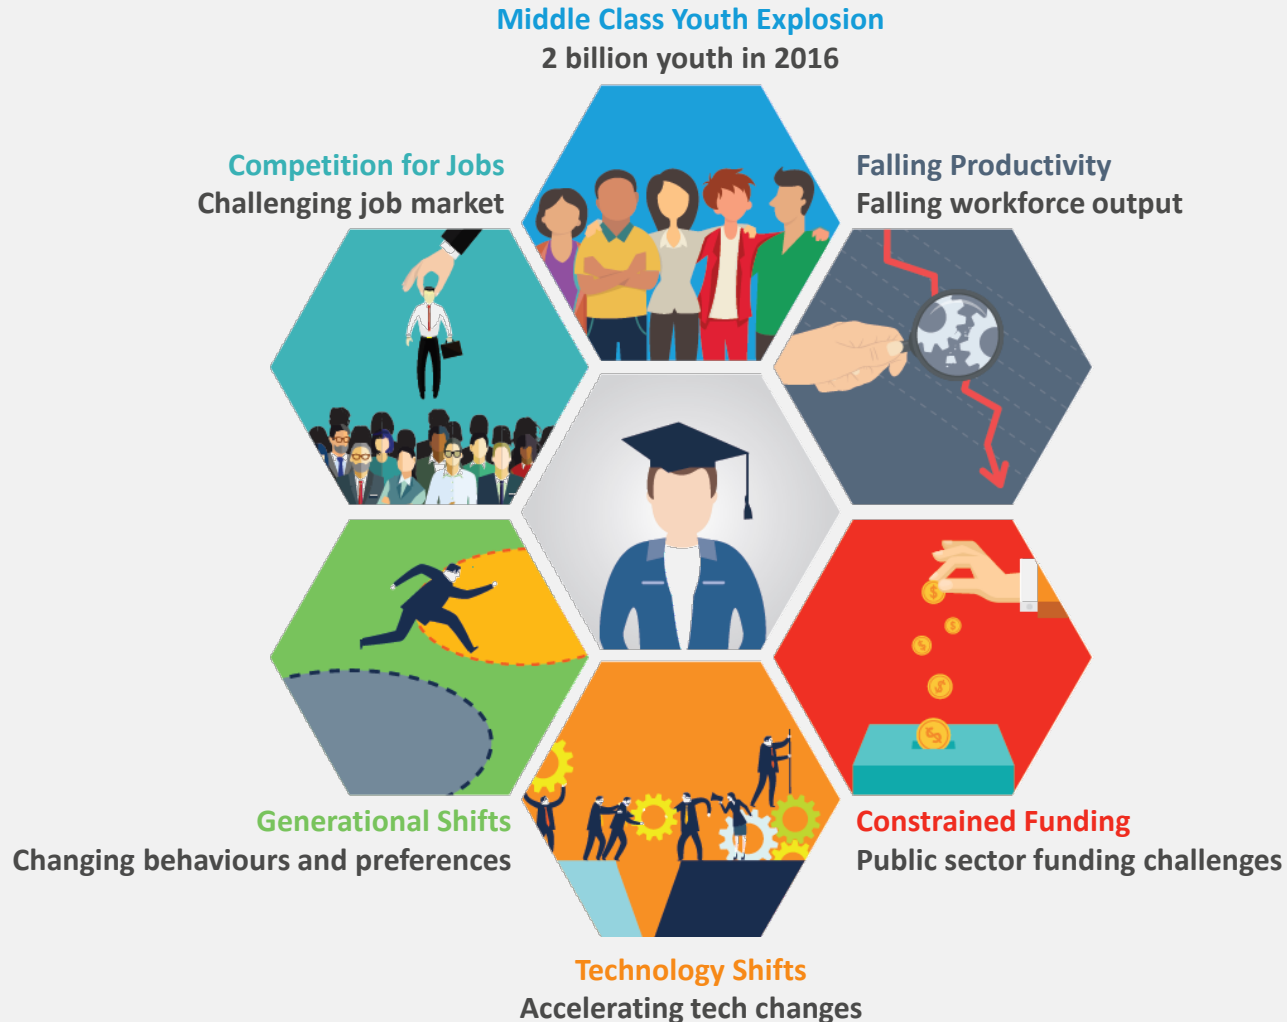 Middle Class Youth Explosion
2 billion youth in 2016
Competition for Jobs
Challenging job market
Falling Productivity
Falling workforce output
Generational Shifts
Changing behaviours and preferences
Constrained Funding
Public sector funding challenges
Technology Shifts
Accelerating tech changes